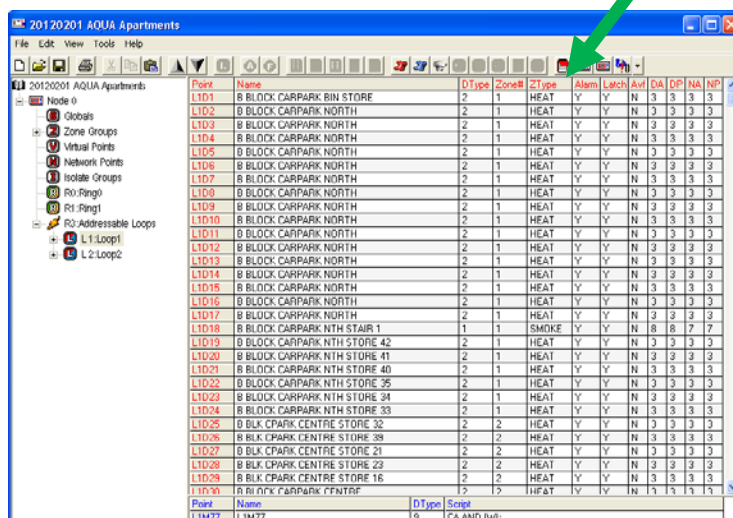 20120201 AQUA Apartments
File Edit View Tools Help
20120201 AQUA Apartments
Node 0
Globals
Zone Groups
Virtual Points
Network Points
Isolate Groups
R0:Ring0
R1:Ring1
R3:Addressable Loops
L 1:Loop1
L 2:Loop2
Point Name DType Zone# ZType Alarm Latch Avf DA DP NA NP
L1D1 B BLOCK CARPARK BIN STORE 2 1 HEAT Y Y N 3 3 3 3
L1D2 B BLOCK CARPARK NORTH 2 1 HEAT Y Y N 3 3 3 3
L1D3 B BLOCK CARPARK NORTH 2 1 HEAT Y Y N 3 3 3 3
L1D4 B BLOCK CARPARK NORTH 2 1 HEAT Y Y N 3 3 3 3
L1D5 B BLOCK CARPARK NORTH 2 1 HEAT Y Y N 3 3 3 3
L1D6 B BLOCK CARPARK NORTH 2 1 HEAT Y Y N 3 3 3 3
L1D7 B BLOCK CARPARK NORTH 2 1 HEAT Y Y N 3 3 3 3
L1D8 B BLOCK CARPARK NORTH 2 1 HEAT Y Y N 3 3 3 3
L1D9 B BLOCK CARPARK NORTH 2 1 HEAT Y Y N 3 3 3 3
L1D10 B BLOCK CARPARK NORTH 2 1 HEAT Y Y N 3 3 3 3
L1D11 B BLOCK CARPARK NORTH 2 1 HEAT Y Y N 3 3 3 3
L1D12 B BLOCK CARPARK NORTH 2 1 HEAT Y Y N 3 3 3 3
L1D13 B BLOCK CARPARK NORTH 2 1 HEAT Y Y N 3 3 3 3
L1D14 B BLOCK CARPARK NORTH 2 1 HEAT Y Y N 3 3 3 3
L1D15 B BLOCK CARPARK NORTH 2 1 HEAT Y Y N 3 3 3 3
L1D16 B BLOCK CARPARK NORTH 2 1 HEAT Y Y N 3 3 3 3
L1D17 B BLOCK CARPARK NORTH 2 1 HEAT Y Y N 3 3 3 3
L1D18 B BLOCK CARPARK NTH STAIR 1 1 1 SMOKE Y Y N 8 8 7 7
L1D19 B BLOCK CARPARK NTH STORE 42 2 1 HEAT Y Y N 3 3 3 3
L1D20 B BLOCK CARPARK NTH STORE 41 2 1 HEAT Y Y N 3 3 3 3
L1D21 B BLOCK CARPARK NTH STORE 40 2 1 HEAT Y Y N 3 3 3 3
L1D22 B BLOCK CARPARK NTH STORE 35 2 1 HEAT Y Y N 3 3 3 3
L1D23 B BLOCK CARPARK NTH STORE 34 2 1 HEAT Y Y N 3 3 3 3
L1D24 B BLOCK CARPARK NTH STORE 33 2 1 HEAT Y Y N 3 3 3 3
L1D25 B BLK CPARK CENTRE STORE 32 2 2 HEAT Y Y N 3 3 3 3
L1D26 B BLK CPARK CENTRE STORE 39 2 2 HEAT Y Y N 3 3 3 3
L1D27 B BLK CPARK CENTRE STORE 21 2 2 HEAT Y Y N 3 3 3 3
L1D28 B BLK CPARK CENTRE STORE 23 2 2 HEAT Y Y N 3 3 3 3
L1D29 B BLK CPARK CENTRE STORE 16 2 2 HEAT Y Y N 3 3 3 3
L1D30 B BLOCK CARPARK CENTRE 2 2 HEAT Y Y N 3 3 3 3
Point Name DType Script
L1M77 L1M77 9